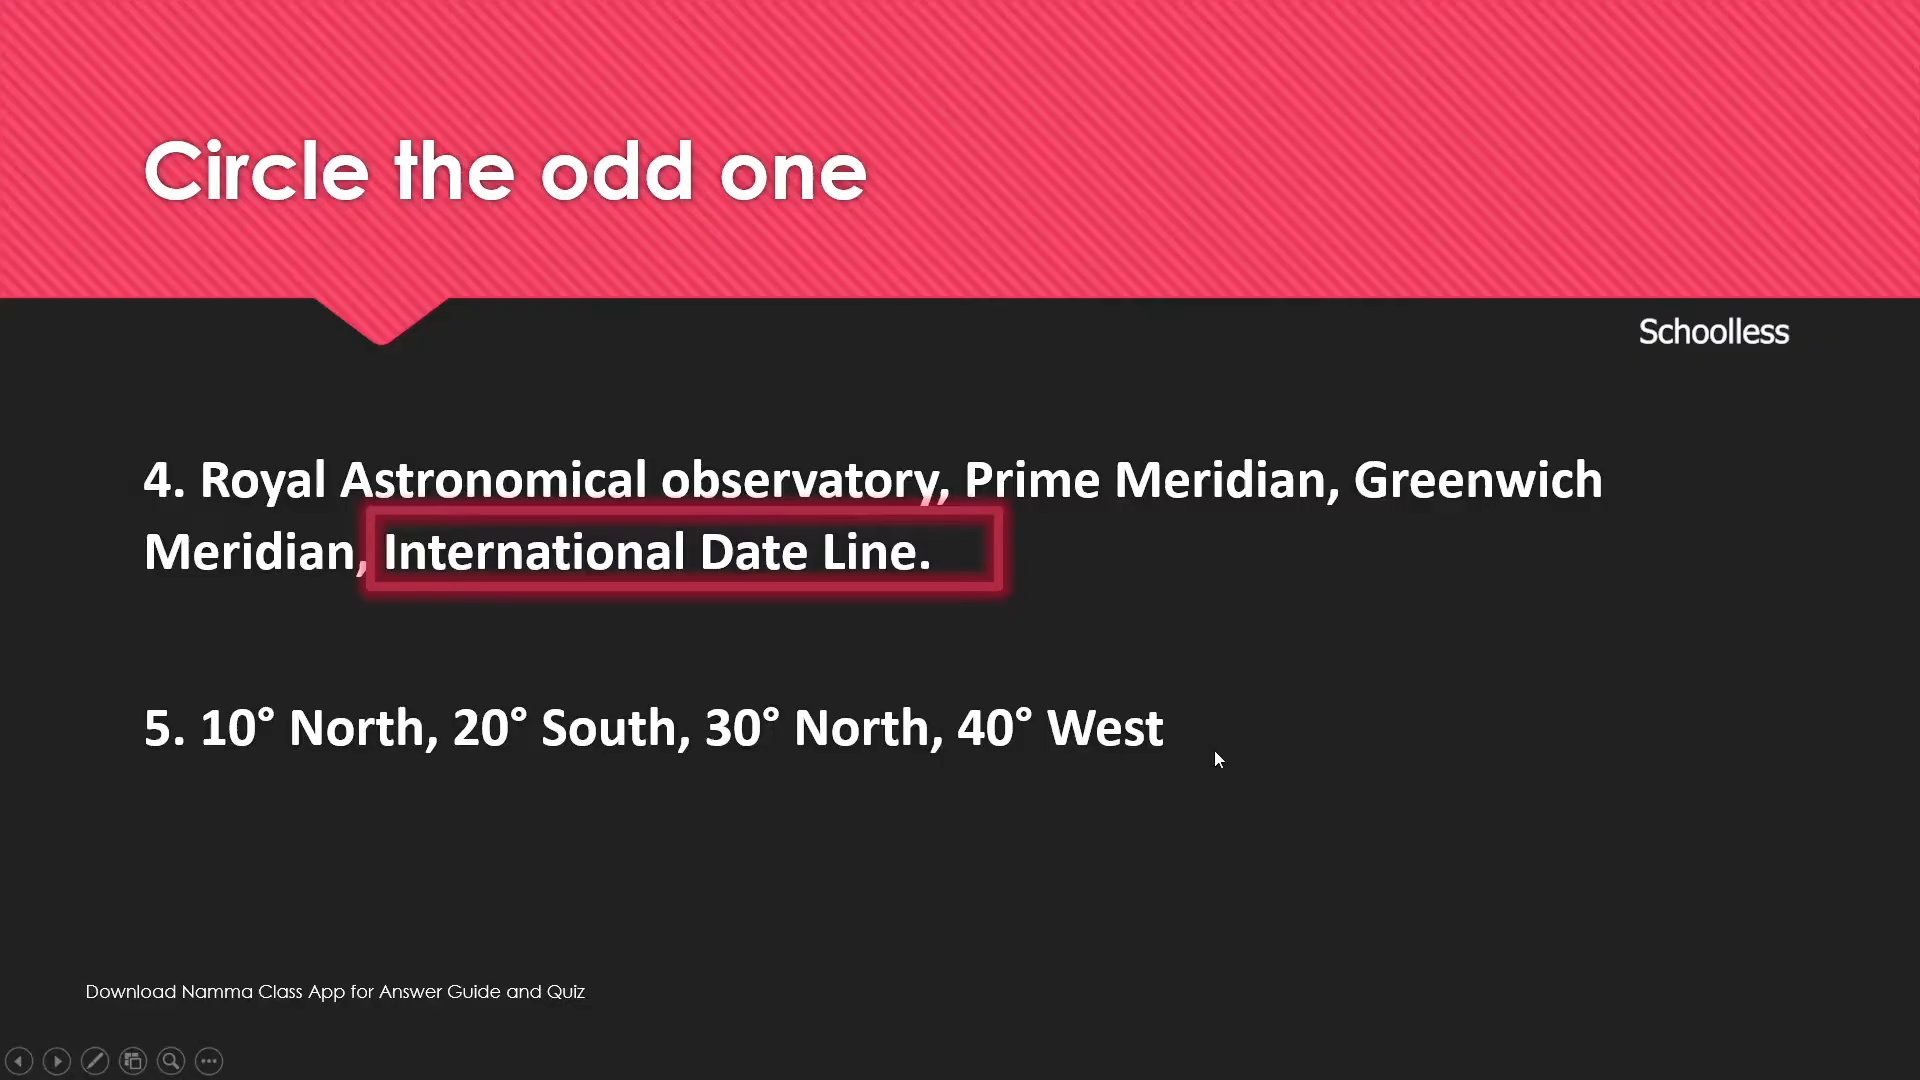 Circle the odd one
Schoolless
4. Royal Astronomical observatory, Prime Meridian, Greenwich
Meridian, International Date Line.
5. 10° North, 20° South, 30° North, 40° West
Download Namma Class App for Answer Guide and Quiz